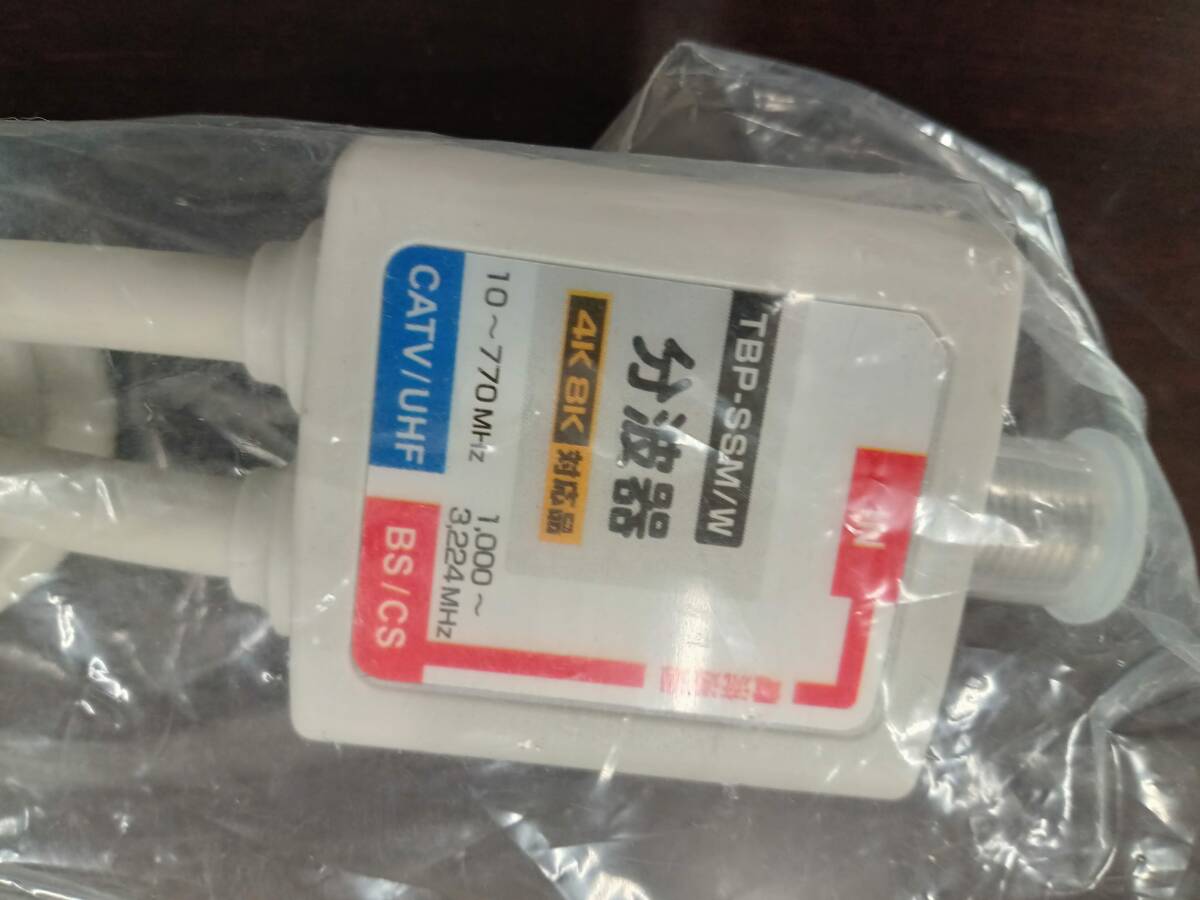 IN
TBP-SSM/W
分波器
4K 8K 対応品
10～770MHz
1,000～
3,224MHz
CATV/UHF
BS/CS